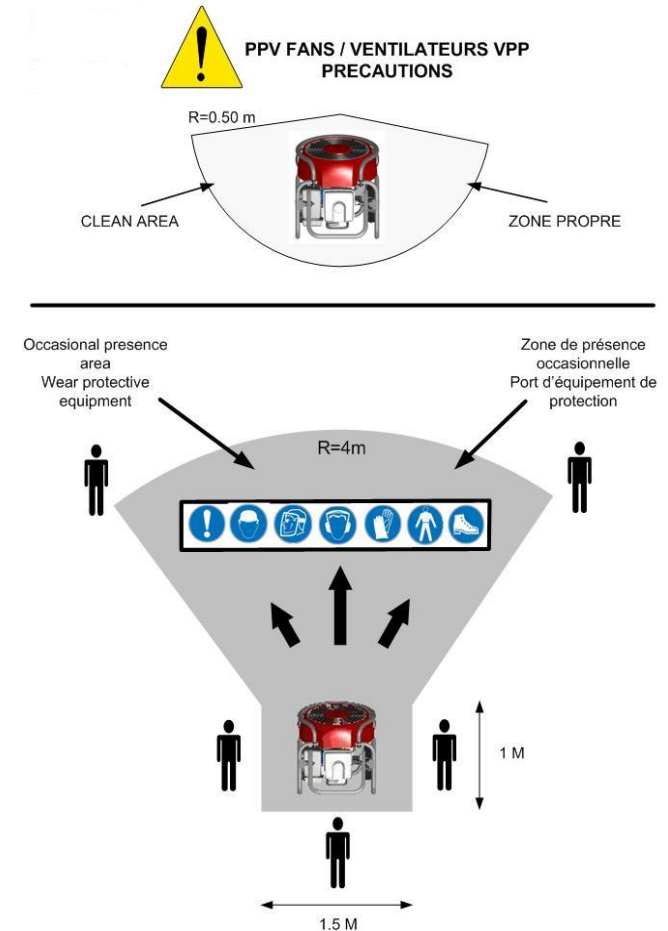 PPV FANS / VENTILATEURS VPP
PRECAUTIONS
R=0.50 m
CLEAN AREA
ZONE PROPRE
Occasional presence
area
Wear protective
equipment
Zone de présence
occasionnelle
Port d'équipement de
protection
R=4m
1 M
1.5 M